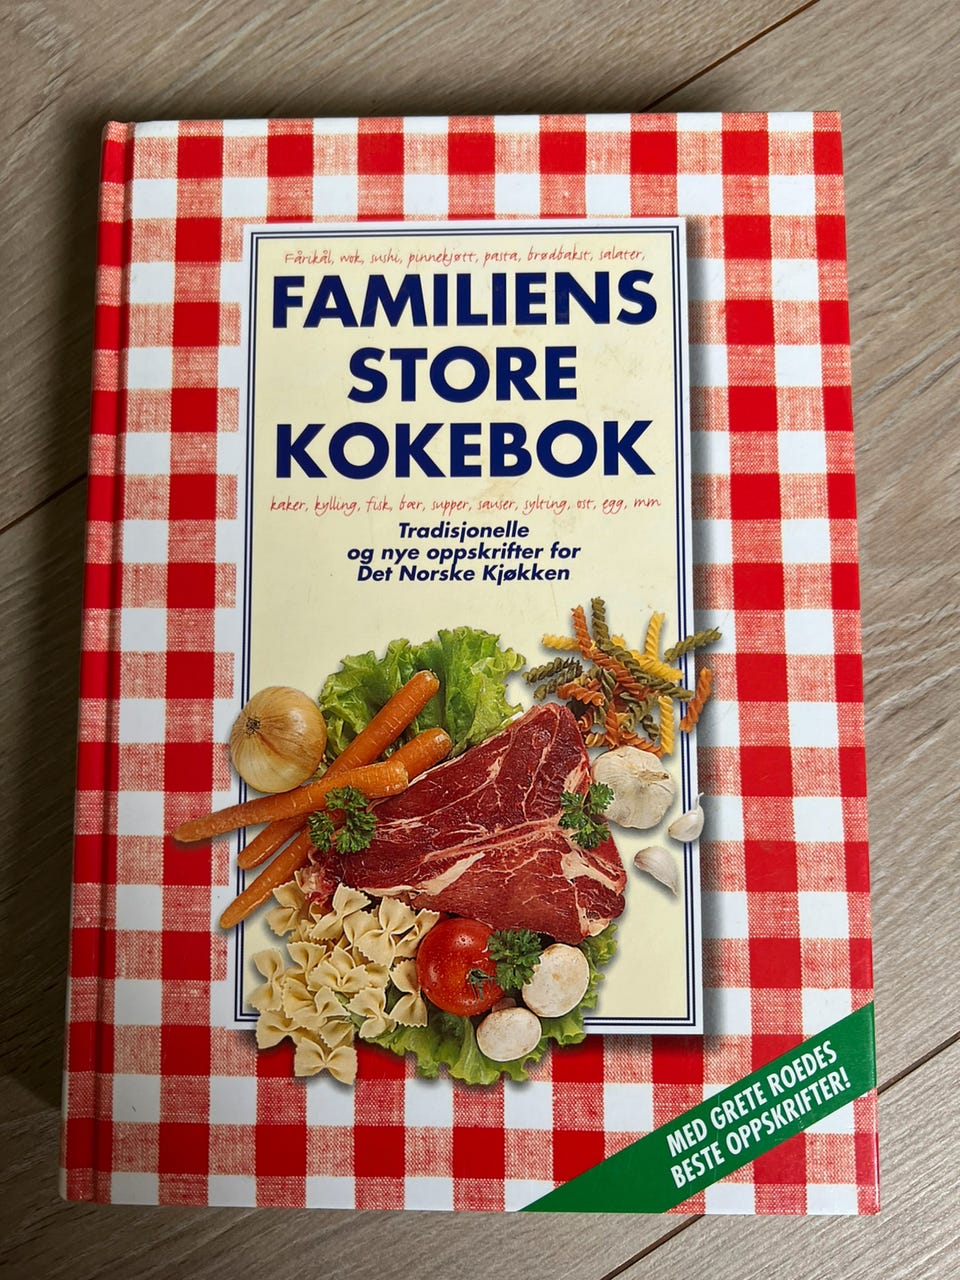 Fårikål, wok, sushi, pinnekjøtt, pasta, brødbakst, salater,
FAMILIENS
STORE
KOKEBOK
kaker, kylling, fisk, bær, supper, sauser, sylting, ost, egg, mm
Tradisjonelle
og nye oppskrifter for
Det Norske Kjøkken
MED GRETE ROEDES
BESTE OPPSKRIFTER!